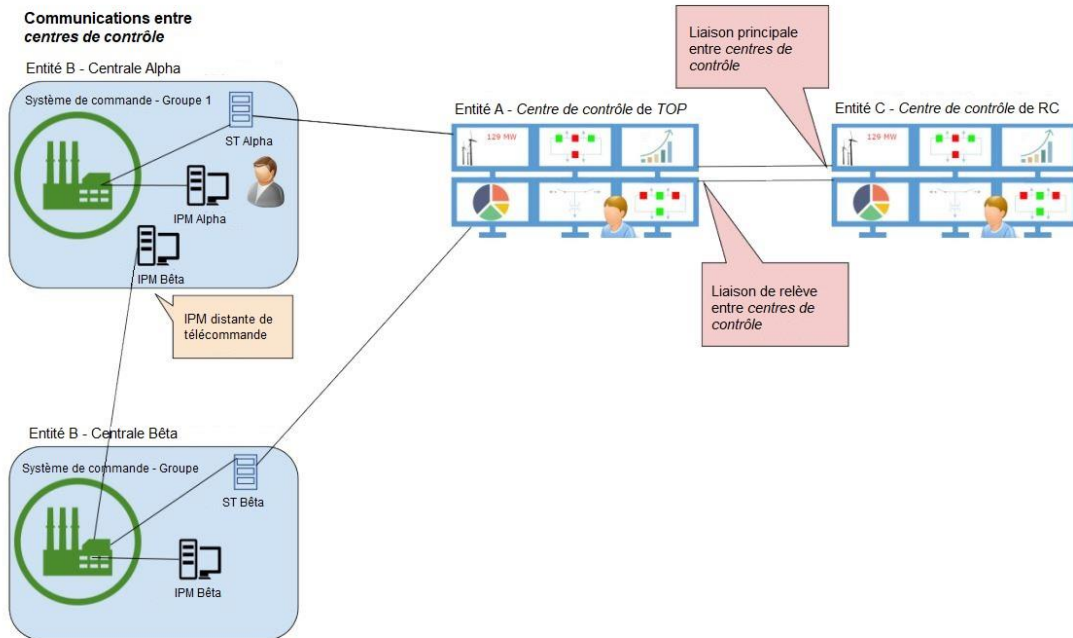 Communications entre
centres de contrôle
Entité B - Centrale Alpha
Système de commande - Groupe 1
ST Alpha
IPM Alpha
IPM Bêta
IPM distante de
télécommande
Liaison principale
entre centres de
contrôle
Entité A - Centre de contrôle de TOP
Entité C - Centre de contrôle de RC
129 MW
129 MW
Liaison de relève
entre centres de
contrôle
Entité B - Centrale Bêta
Système de commande - Groupe
ST Bêta
IPM Bêta